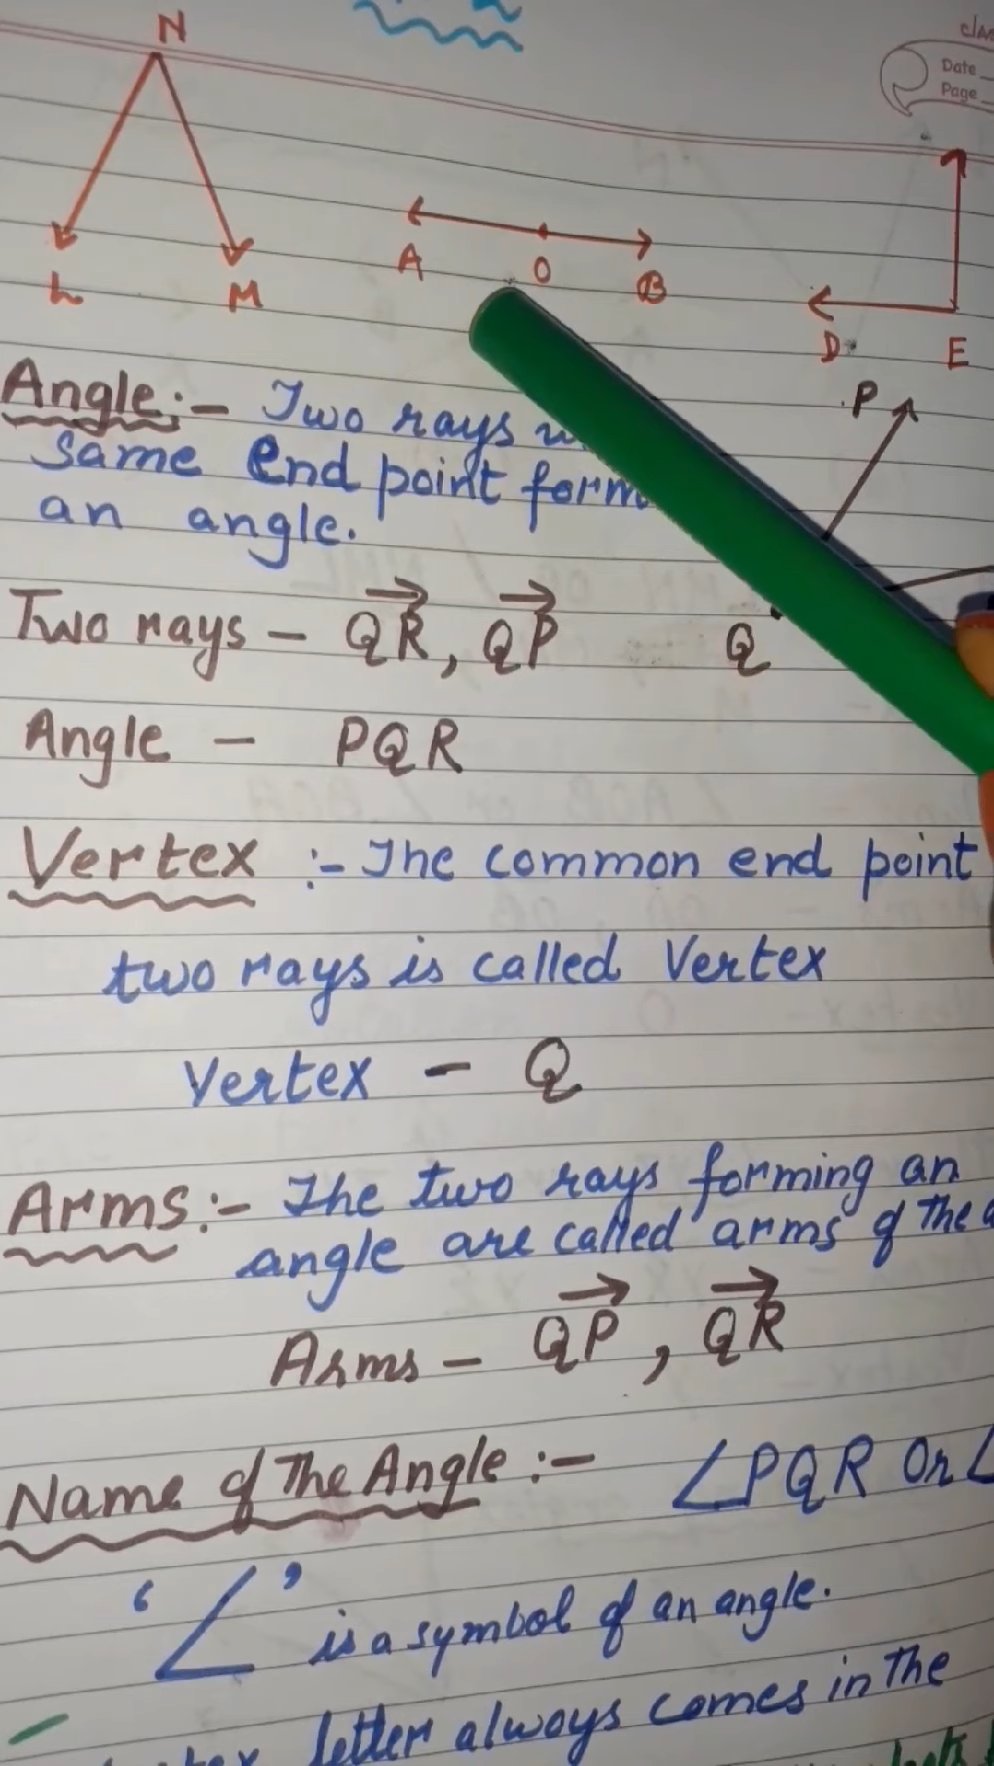 N
Date
Page
L M
A O B
D E
Angle:- Two rays
same end point form
an angle.
P
Two rays - QR, QP
Q
Angle - PQR
Vertex :- The common end point
two rays is called Vertex
Vertex - Q
Arms:- The two rays forming an
angle are called arms of the
Arms - QP, QR
Name of The Angle :- ∠PQR Or ∠
'∠' is a symbol of an angle.
letter always comes in the